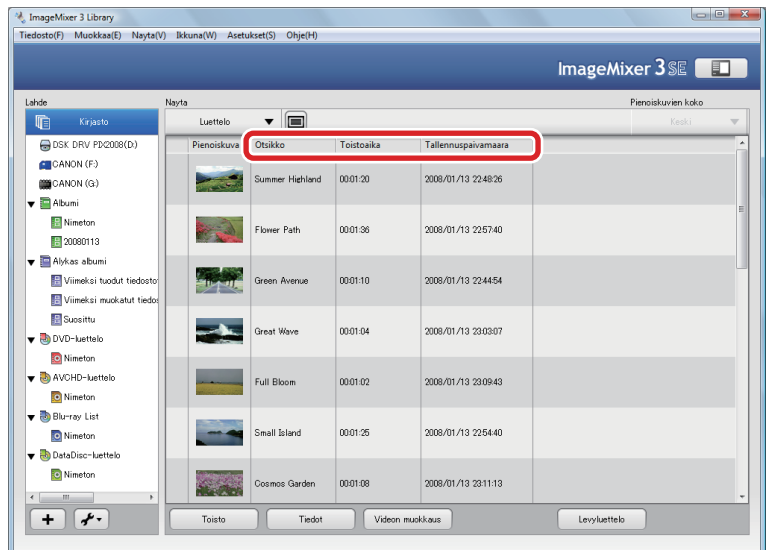 ImageMixer 3 Library
Tiedosto(F) Muokkaa(E) Nayta(V) Ikkuna(W) Asetukset(S) Ohje(H)
ImageMixer 3 SE
Lahde
Kirjasto
DSK DRV PD2008(D:)
CANON (F:)
CANON (G:)
Albumi
Nimeton
20080113
Alykas albumi
Viimeksi tuodut tiedosto
Viimeksi muokatut tiedos
Suosittu
DVD-luettelo
Nimeton
AVCHD-luettelo
Nimeton
Blu-ray List
Nimeton
DataDisc-luettelo
Nimeton
Nayta
Pienoiskuvien koko
Luettelo
Keski
Pienoiskuva Otsikko Toistoaika Tallennuspaivamaara
Summer Highland 00:01:20 2008/01/13 22:48:26
Flower Path 00:01:36 2008/01/13 22:57:40
Green Avenue 00:01:10 2008/01/13 22:44:54
Great Wave 00:01:04 2008/01/13 23:03:07
Full Bloom 00:01:02 2008/01/13 23:09:43
Small Island 00:01:25 2008/01/13 22:54:40
Cosmos Garden 00:01:08 2008/01/13 23:11:13
Toisto Tiedot Videon muokkaus Levyluettelo